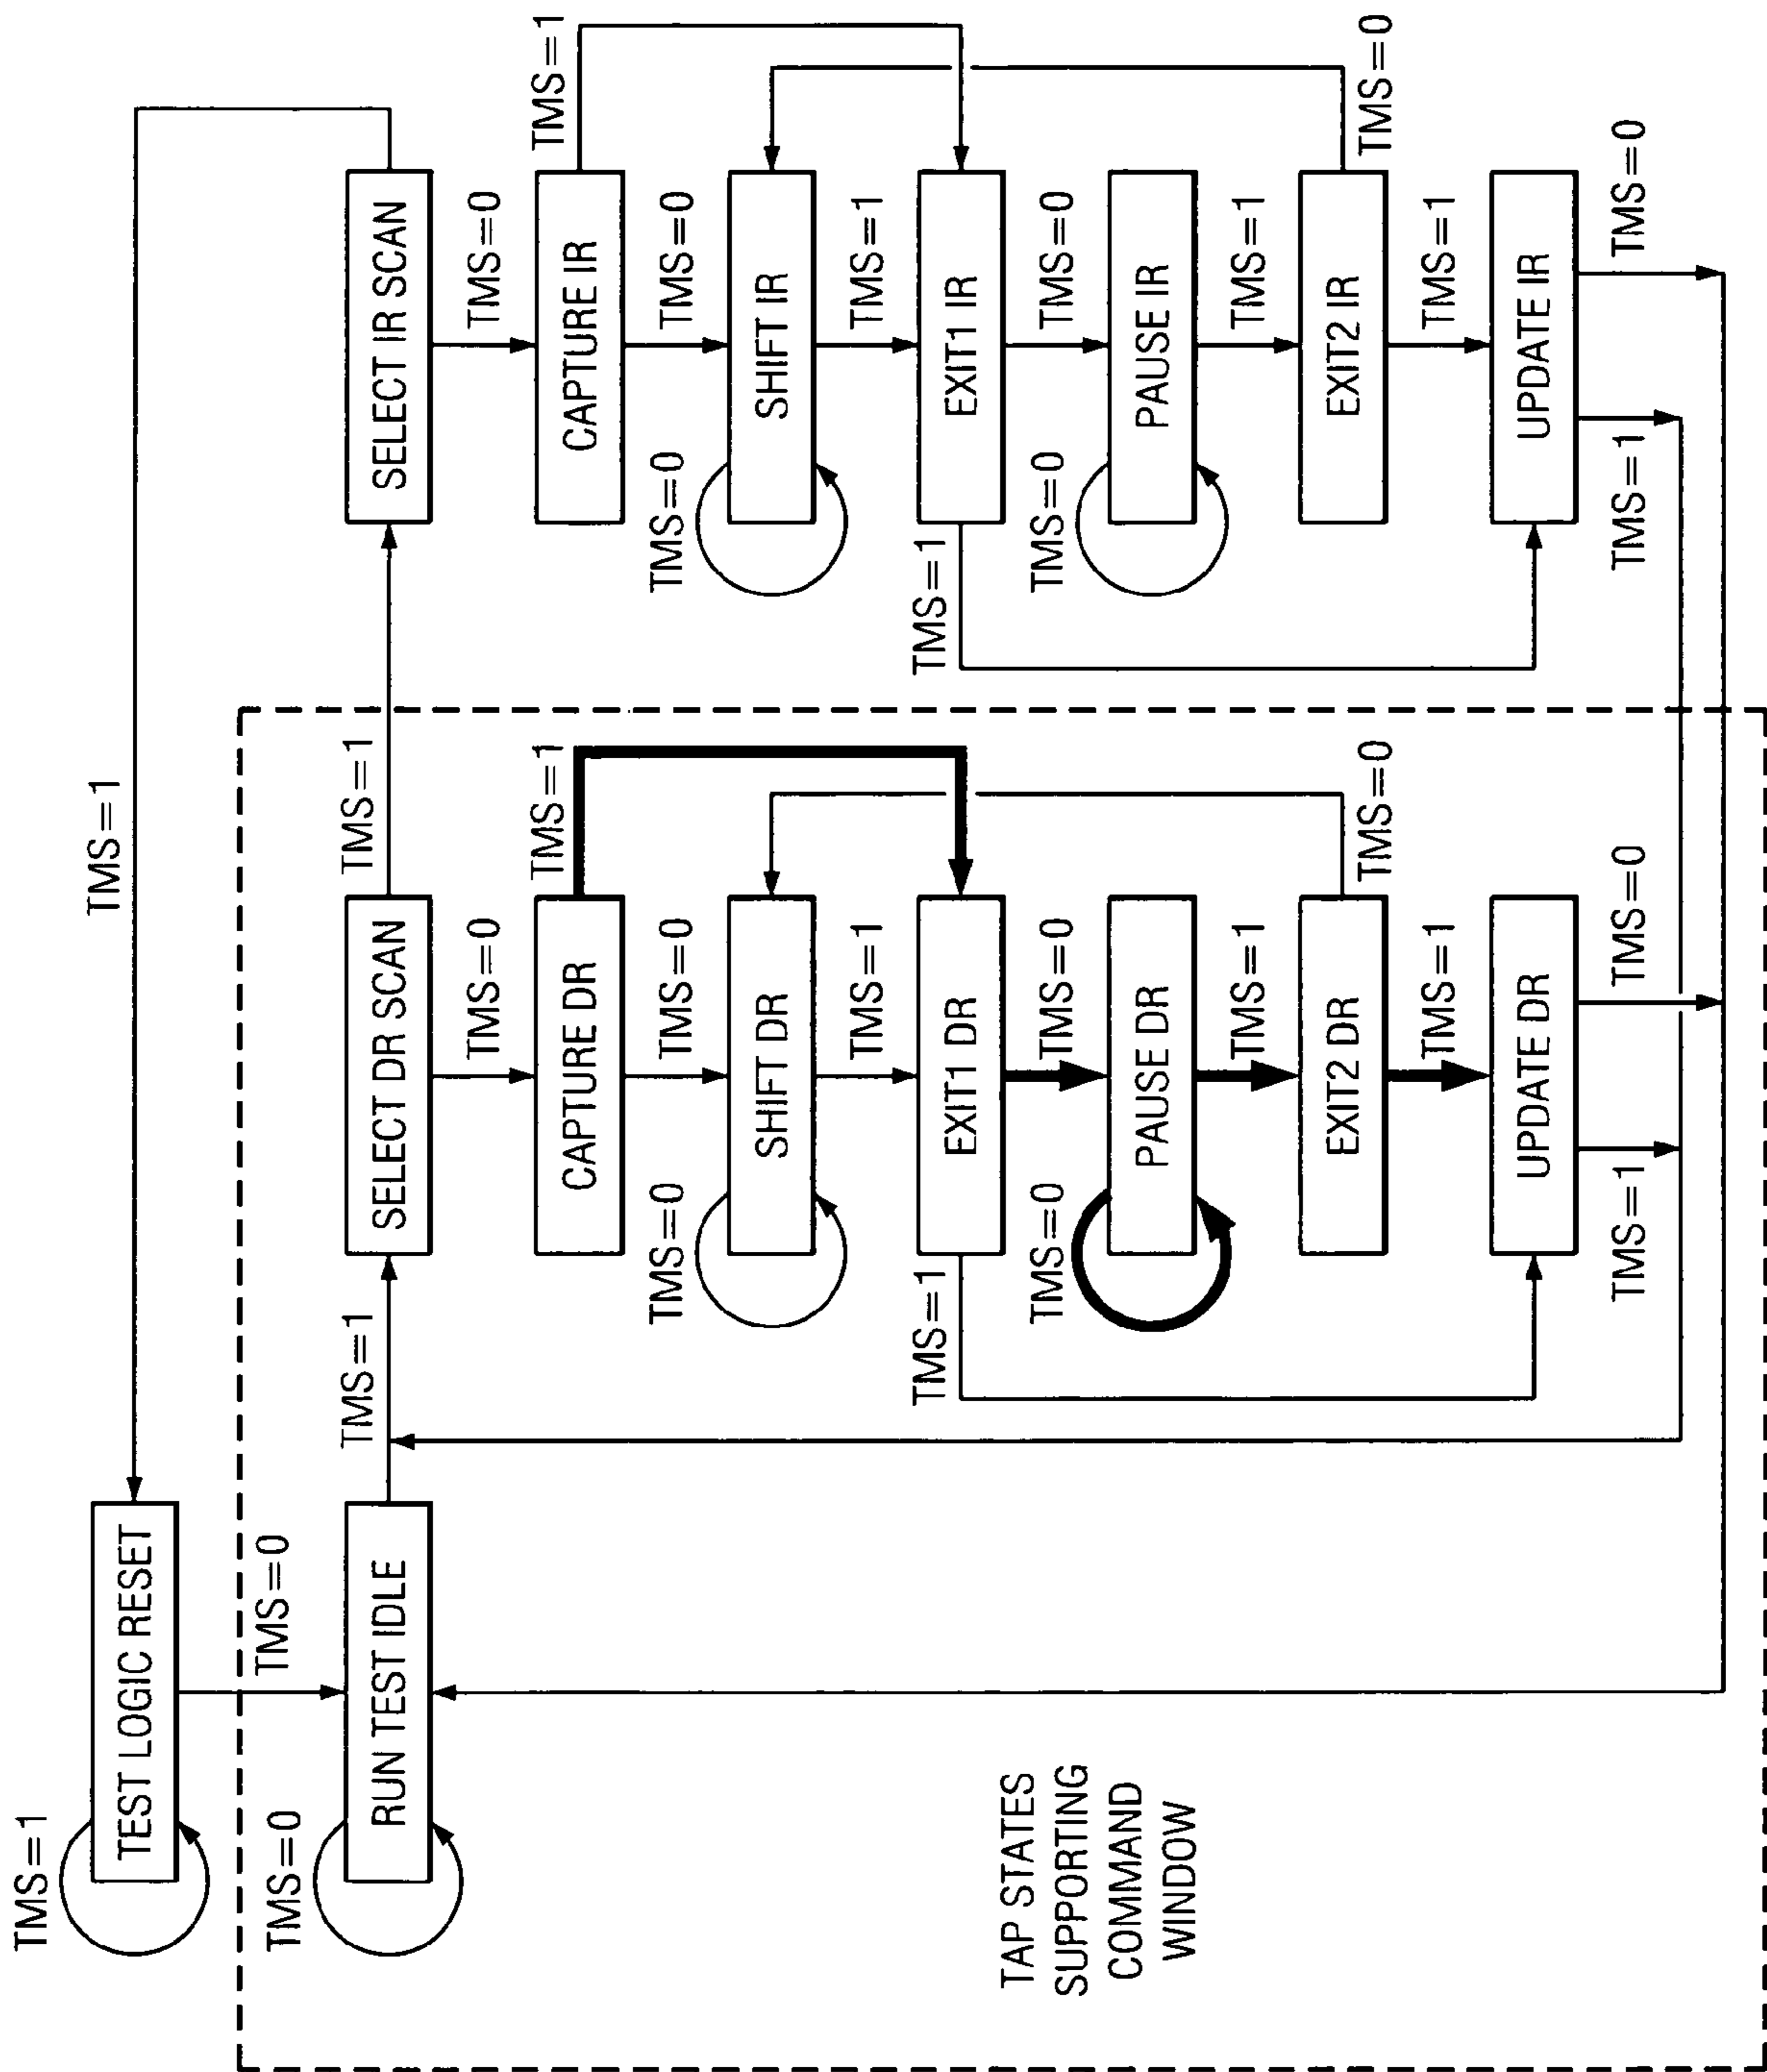 TMS=1
TEST LOGIC RESET
TMS=1
TMS=0
TMS=0
RUN TEST IDLE
TMS=1
SELECT DR SCAN
TMS=1
SELECT IR SCAN
TMS=0
TMS=0
CAPTURE DR
TMS=1
CAPTURE IR
TMS=1
TMS=0
TMS=0
TMS=0
SHIFT DR
TMS=0
SHIFT IR
TMS=1
TMS=1
TMS=1
EXIT1 DR
TMS=1
EXIT1 IR
TMS=0
TMS=0
TMS=0
PAUSE DR
TMS=0
PAUSE IR
TMS=1
TMS=1
EXIT2 DR
TMS=0
EXIT2 IR
TMS=0
TMS=1
TMS=1
UPDATE DR
UPDATE IR
TMS=1
TMS=0
TMS=1
TMS=0
TAP STATES
SUPPORTING
COMMAND
WINDOW